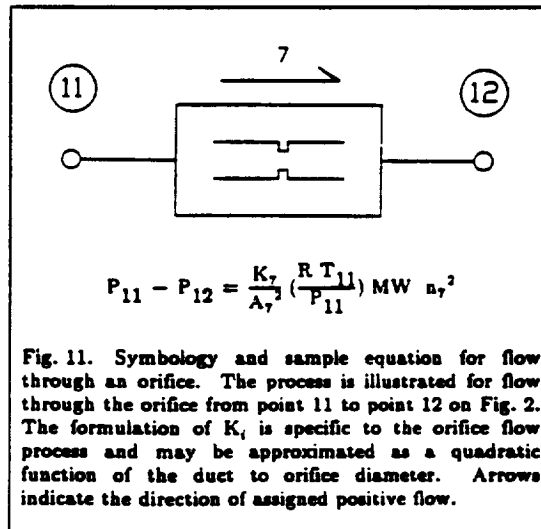 7
11
12
P11 − P12 = K7/A7² (R T11/P11) MW n7²
Fig. 11. Symbology and sample equation for flow
through an orifice. The process is illustrated for flow
through the orifice from point 11 to point 12 on Fig. 2.
The formulation of Ki is specific to the orifice flow
process and may be approximated as a quadratic
function of the duct to orifice diameter. Arrows
indicate the direction of assigned positive flow.